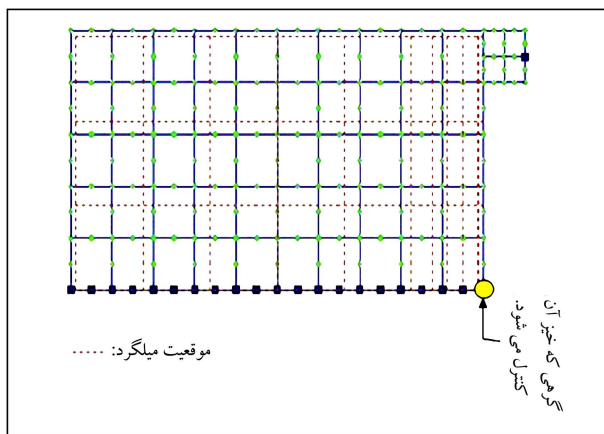 موقعیت میلگرد:
گرهی که خیز آن
کنترل می شود.